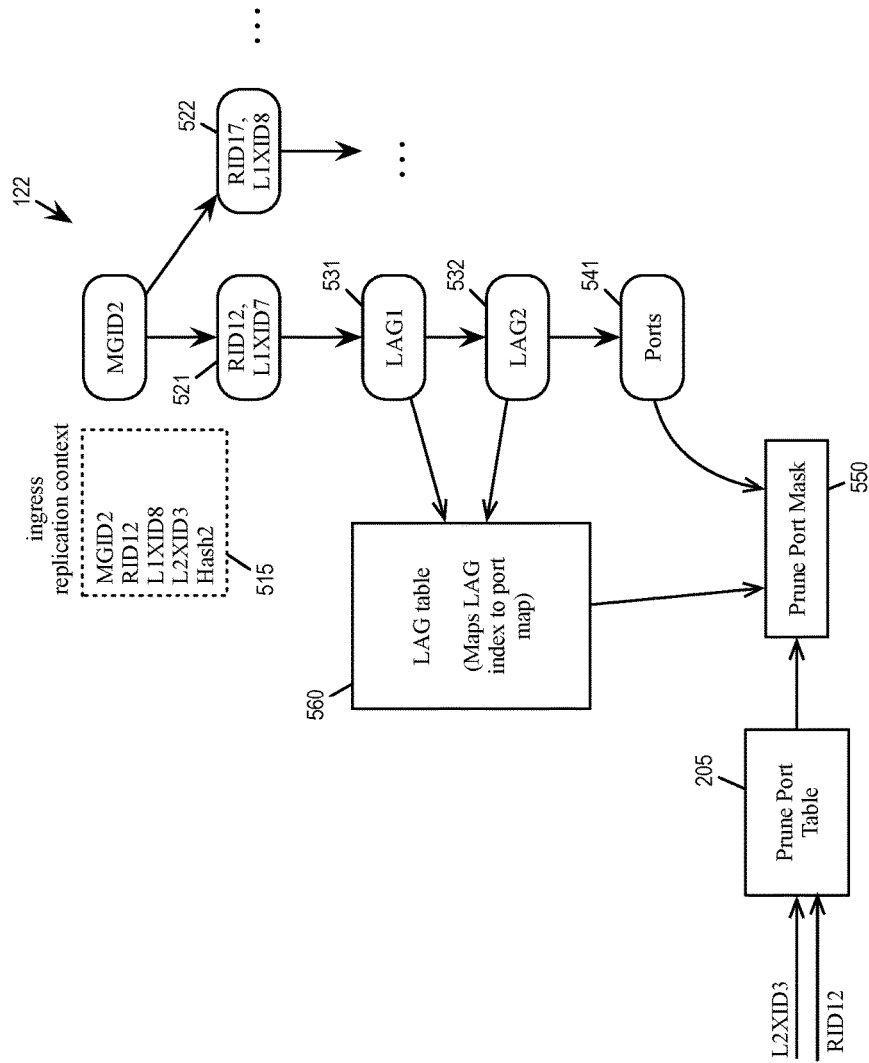 122
ingress
replication context
MGID2
RID12
L1XID8
L2XID3
Hash2
515
MGID2
...
521
RID12,
L1XID7
522
RID17,
L1XID8
...
531
LAG1
532
LAG2
541
Ports
560
LAG table
(Maps LAG
index to port
map)
L2XID3
RID12
205
Prune Port
Table
Prune Port Mask
550